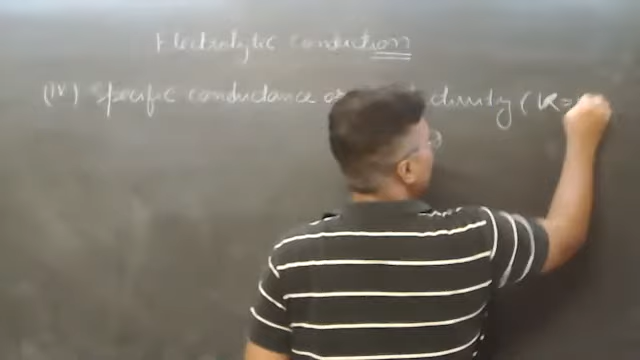 Electrolytic conduction
(IV) Specific conductance or (K=